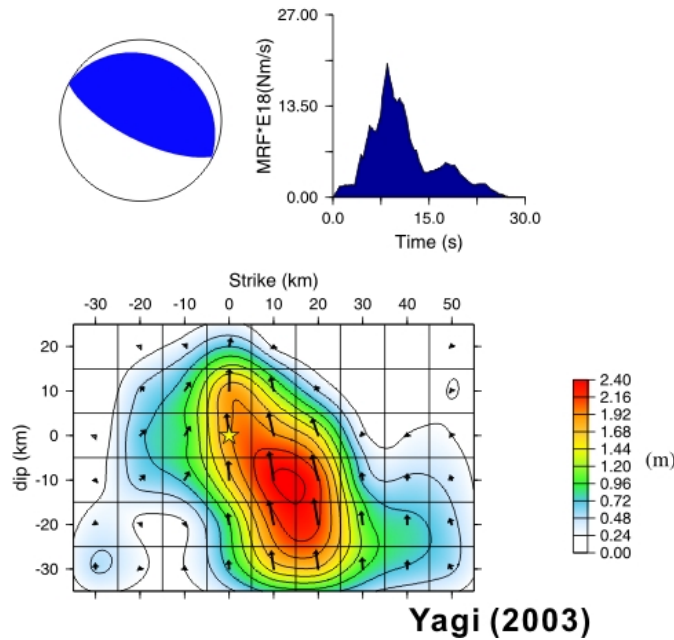 27.00
13.50
0.00
MRF*E18(Nm/s)
0.0 15.0 30.0
Time (s)
Strike (km)
-30 -20 -10 0 10 20 30 40 50
20
10
0
-10
-20
-30
dip (km)
2.40
2.16
1.92
1.68
1.44
1.20
0.96
0.72
0.48
0.24
0.00
(m)
Yagi (2003)